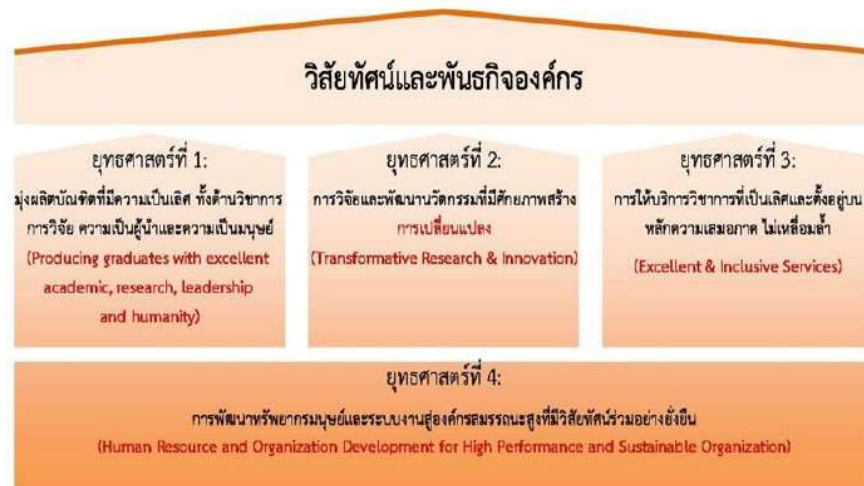 วิสัยทัศน์และพันธกิจองค์กร
ยุทธศาสตร์ที่ 1:
มุ่งผลิตบัณฑิตที่มีความเป็นเลิศ ทั้งด้านวิชาการ
การวิจัย ความเป็นผู้นำและความเป็นมนุษย์
(Producing graduates with excellent
academic, research, leadership
and humanity)
ยุทธศาสตร์ที่ 2:
การวิจัยและพัฒนานวัตกรรมที่มีศักยภาพสร้าง
การเปลี่ยนแปลง
(Transformative Research & Innovation)
ยุทธศาสตร์ที่ 3:
การให้บริการวิชาการที่เป็นเลิศและตั้งอยู่บน
หลักความเสมอภาค ไม่เหลื่อมล้ำ
(Excellent & Inclusive Services)
ยุทธศาสตร์ที่ 4:
การพัฒนาทรัพยากรมนุษย์และระบบงานสู่องค์กรสมรรถนะสูงที่มีวิสัยทัศน์ร่วมอย่างยั่งยืน
(Human Resource and Organization Development for High Performance and Sustainable Organization)